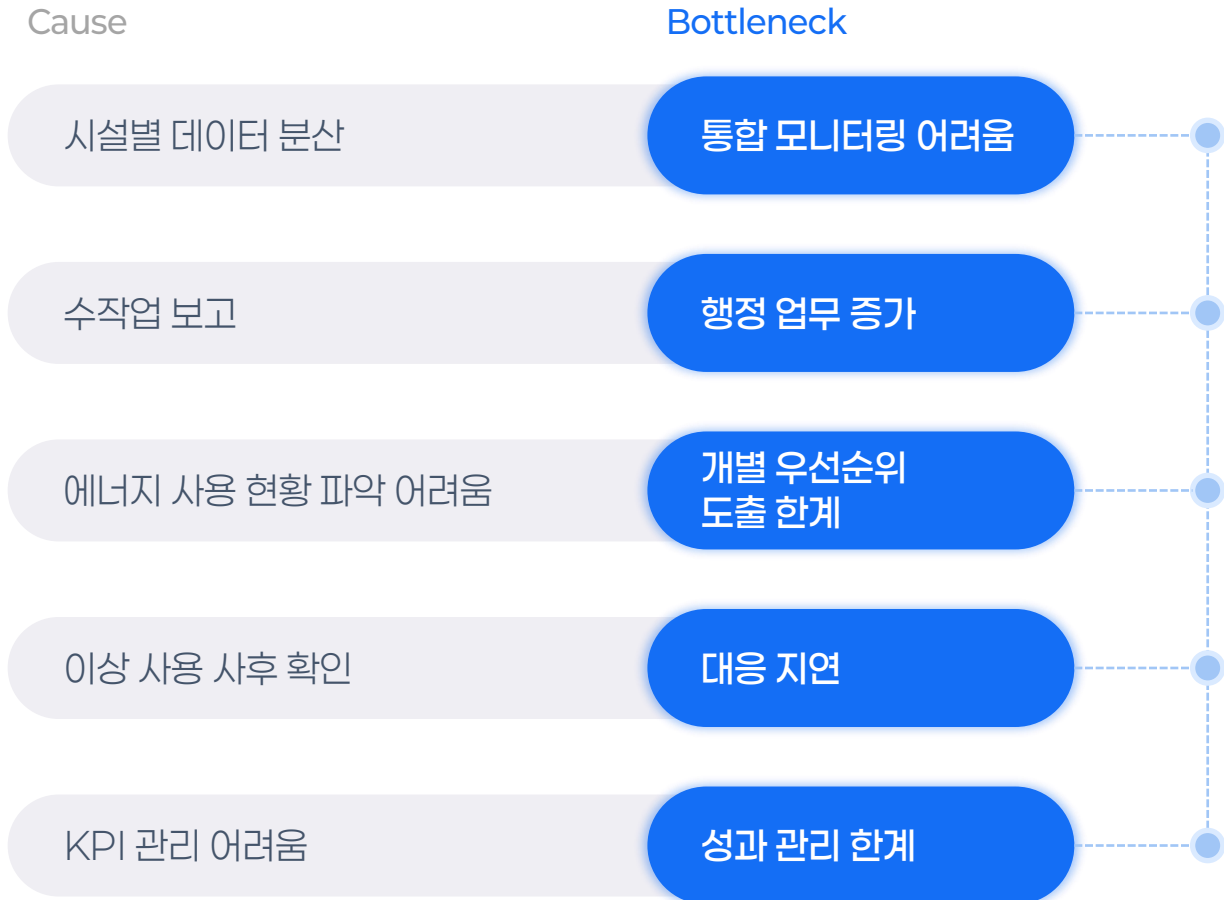 Cause
Bottleneck
시설별 데이터 분산
통합 모니터링 어려움
수작업 보고
행정 업무 증가
에너지 사용 현황 파악 어려움
개별 우선순위
도출 한계
이상 사용 사후 확인
대응 지연
KPI 관리 어려움
성과 관리 한계